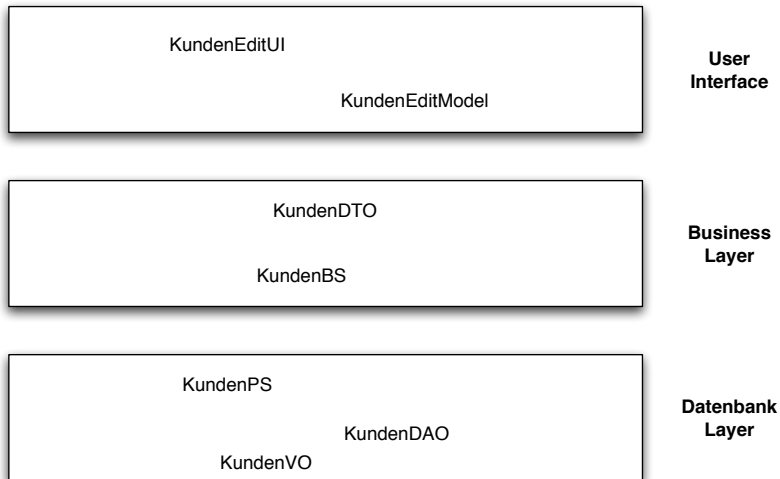 KundenEditUI
KundenEditModel
User
Interface
KundenDTO
KundenBS
Business
Layer
KundenPS
KundenDAO
KundenVO
Datenbank
Layer